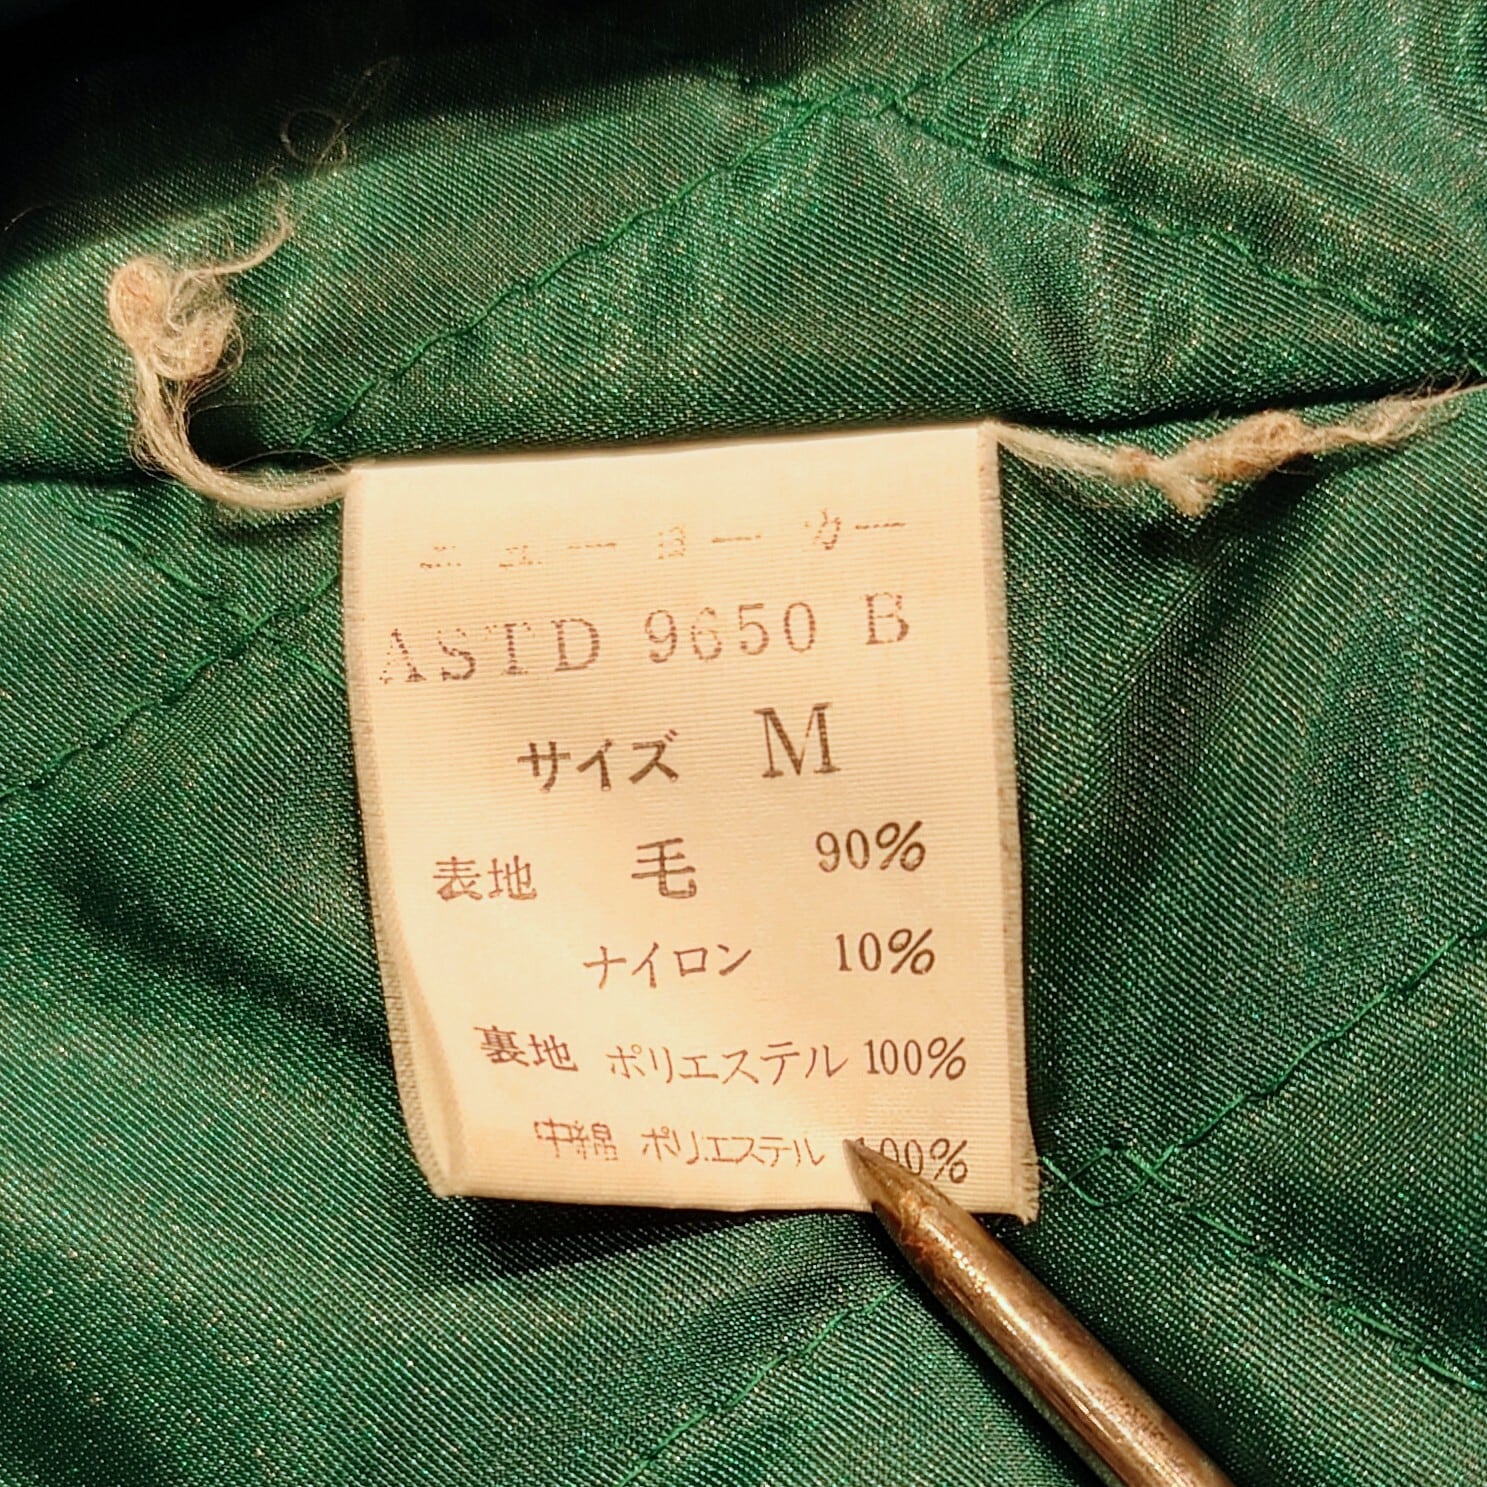 ニューヨーカー
ASTD 9650 B
サイズ M
表地 毛 90%
ナイロン 10%
裏地 ポリエステル 100%
中綿 ポリエステル 100%